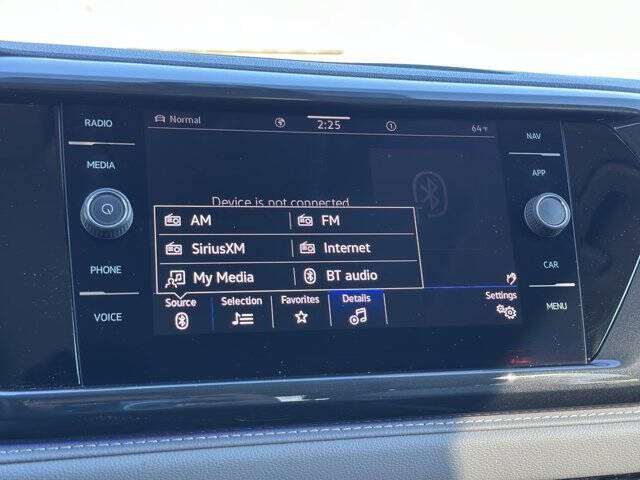 RADIO
MEDIA
PHONE
VOICE
Normal
2:25
64°F
Device is not connected
AM
FM
SiriusXM
Internet
My Media
BT audio
Source
Selection
Favorites
Details
Settings
NAV
APP
CAR
MENU